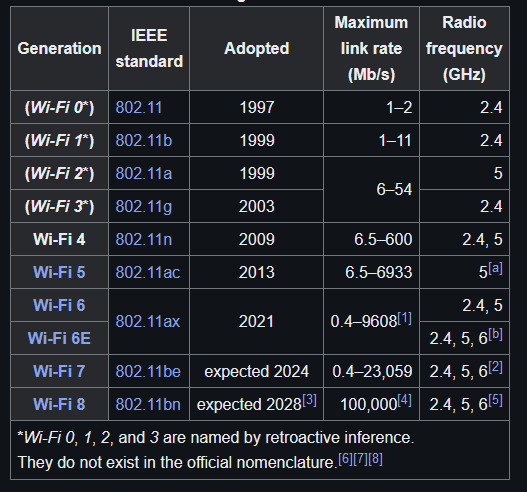 Generation IEEE standard Adopted Maximum link rate (Mb/s) Radio frequency (GHz)
(Wi-Fi 0*) 802.11 1997 1–2 2.4
(Wi-Fi 1*) 802.11b 1999 1–11 2.4
(Wi-Fi 2*) 802.11a 1999 6–54 5
(Wi-Fi 3*) 802.11g 2003 2.4
Wi-Fi 4 802.11n 2009 6.5–600 2.4, 5
Wi-Fi 5 802.11ac 2013 6.5–6933 5[a]
Wi-Fi 6 802.11ax 2021 0.4–9608[1] 2.4, 5
Wi-Fi 6E 2.4, 5, 6[b]
Wi-Fi 7 802.11be expected 2024 0.4–23,059 2.4, 5, 6[2]
Wi-Fi 8 802.11bn expected 2028[3] 100,000[4] 2.4, 5, 6[5]
*Wi-Fi 0, 1, 2, and 3 are named by retroactive inference.
They do not exist in the official nomenclature.[6][7][8]